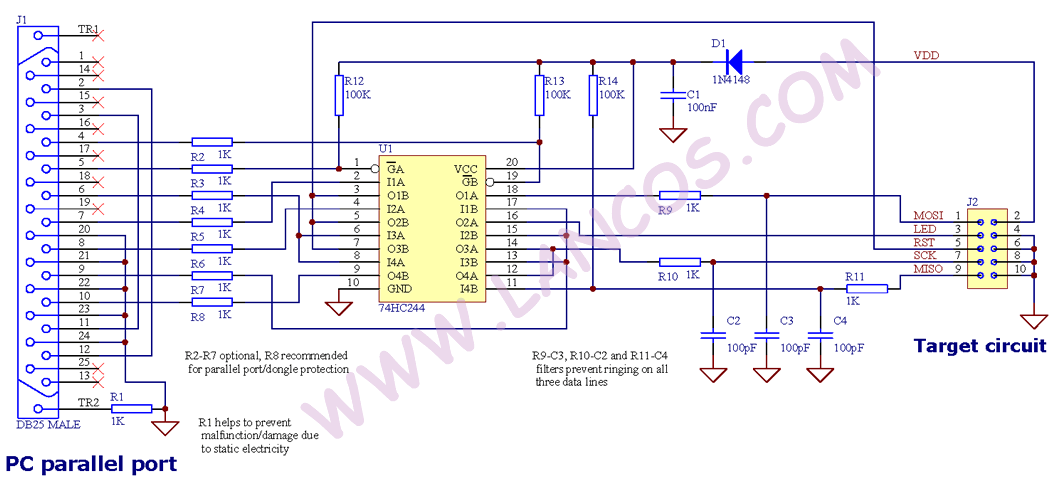 J1
TR1
1
14
2
15
3
16
4
17
5
18
6
19
7
20
8
21
9
22
10
23
11
24
12
25
13
TR2
DB25 MALE
PC parallel port
R1
1K
R2
1K
R3
1K
R4
1K
R5
1K
R6
1K
R7
1K
R8
1K
R12
100K
R13
100K
R14
100K
D1
1N4148
C1
100nF
VDD
U1
1 GA VCC 20
2 I1A GB 19
3 O1B O1A 18
4 I2A I1B 17
5 O2B O2A 16
6 I3A I2B 15
7 O3B O3A 14
8 I4A I3B 13
9 O4B O4A 12
10 GND I4B 11
74HC244
R9
1K
R10
1K
R11
1K
J2
MOSI 1 2
LED 3 4
RST 5 6
SCK 7 8
MISO 9 10
C2
100pF
C3
100pF
C4
100pF
Target circuit
R2-R7 optional, R8 recommended
for parallel port/dongle protection
R9-C3, R10-C2 and R11-C4
filters prevent ringing on all
three data lines
R1 helps to prevent
malfunction/damage due
to static electricity
WWW.LANCOS.COM